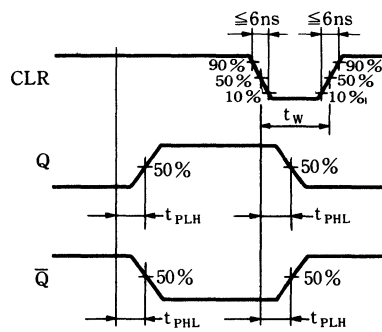 ≦6ns ≦6ns
CLR
90% 90%
50% 50%
10% 10%
tw
Q
50% 50%
tPLH tPHL
Q̅
50% 50%
tPHL tPLH